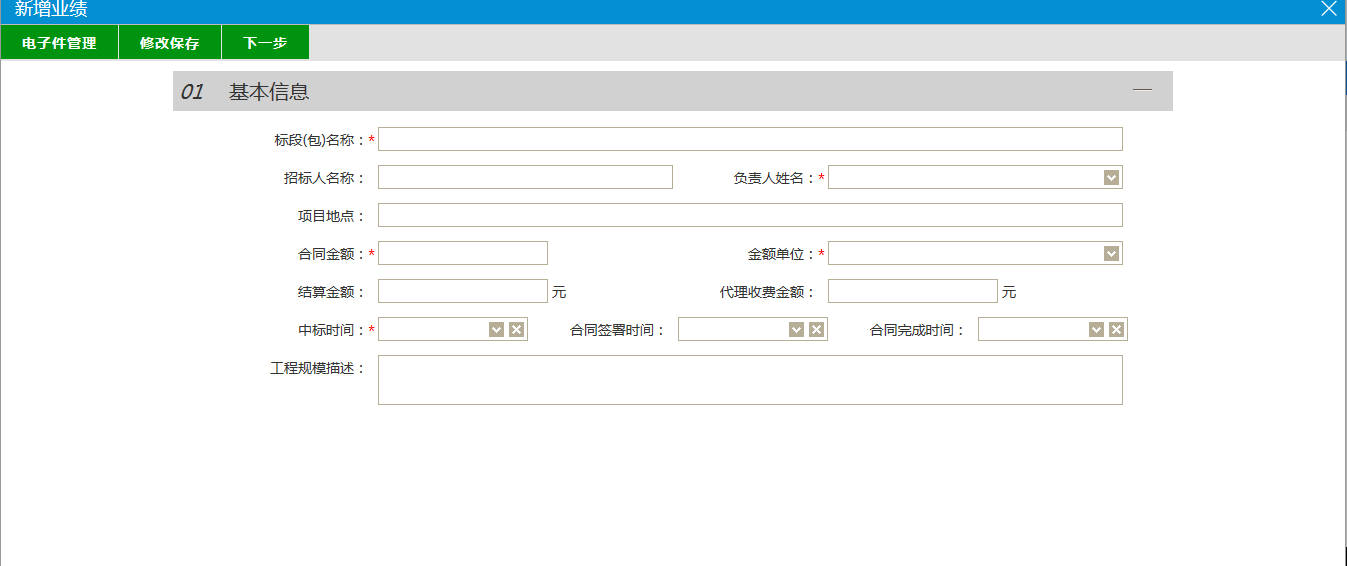 新增业绩
电子件管理 修改保存 下一步
01 基本信息
标段(包)名称：*
招标人名称： 负责人姓名：*
项目地点：
合同金额：* 金额单位：*
结算金额： 元 代理收费金额： 元
中标时间：* 合同签署时间： 合同完成时间：
工程规模描述：